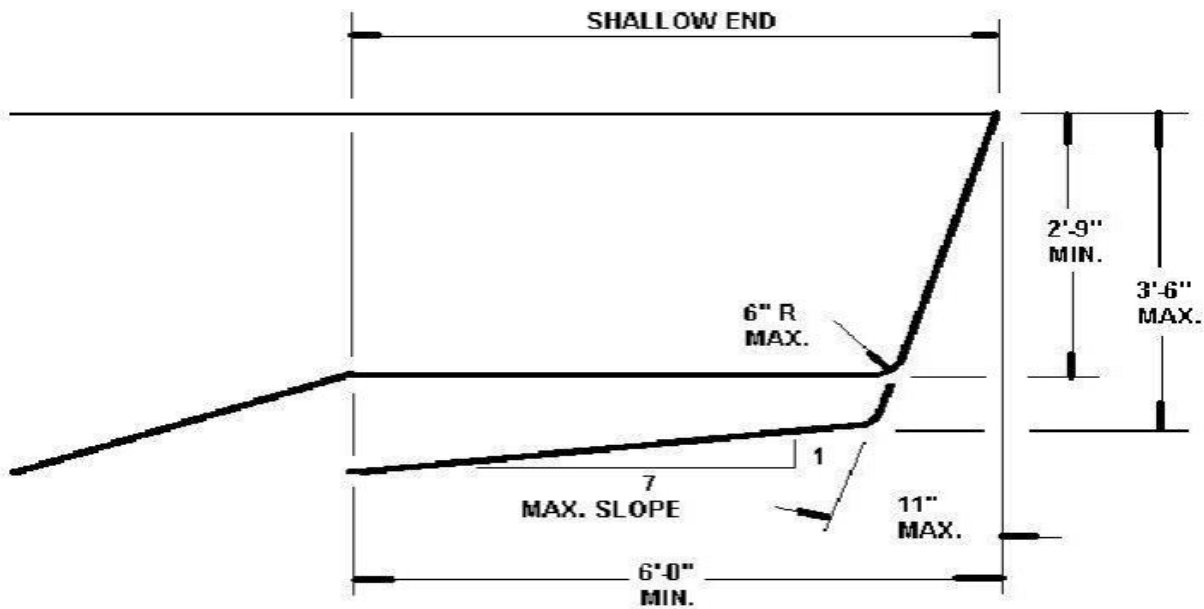 SHALLOW END
2'-9"
MIN.
3'-6"
MAX.
6" R
MAX.
1
7
MAX. SLOPE
11"
MAX.
6'-0"
MIN.